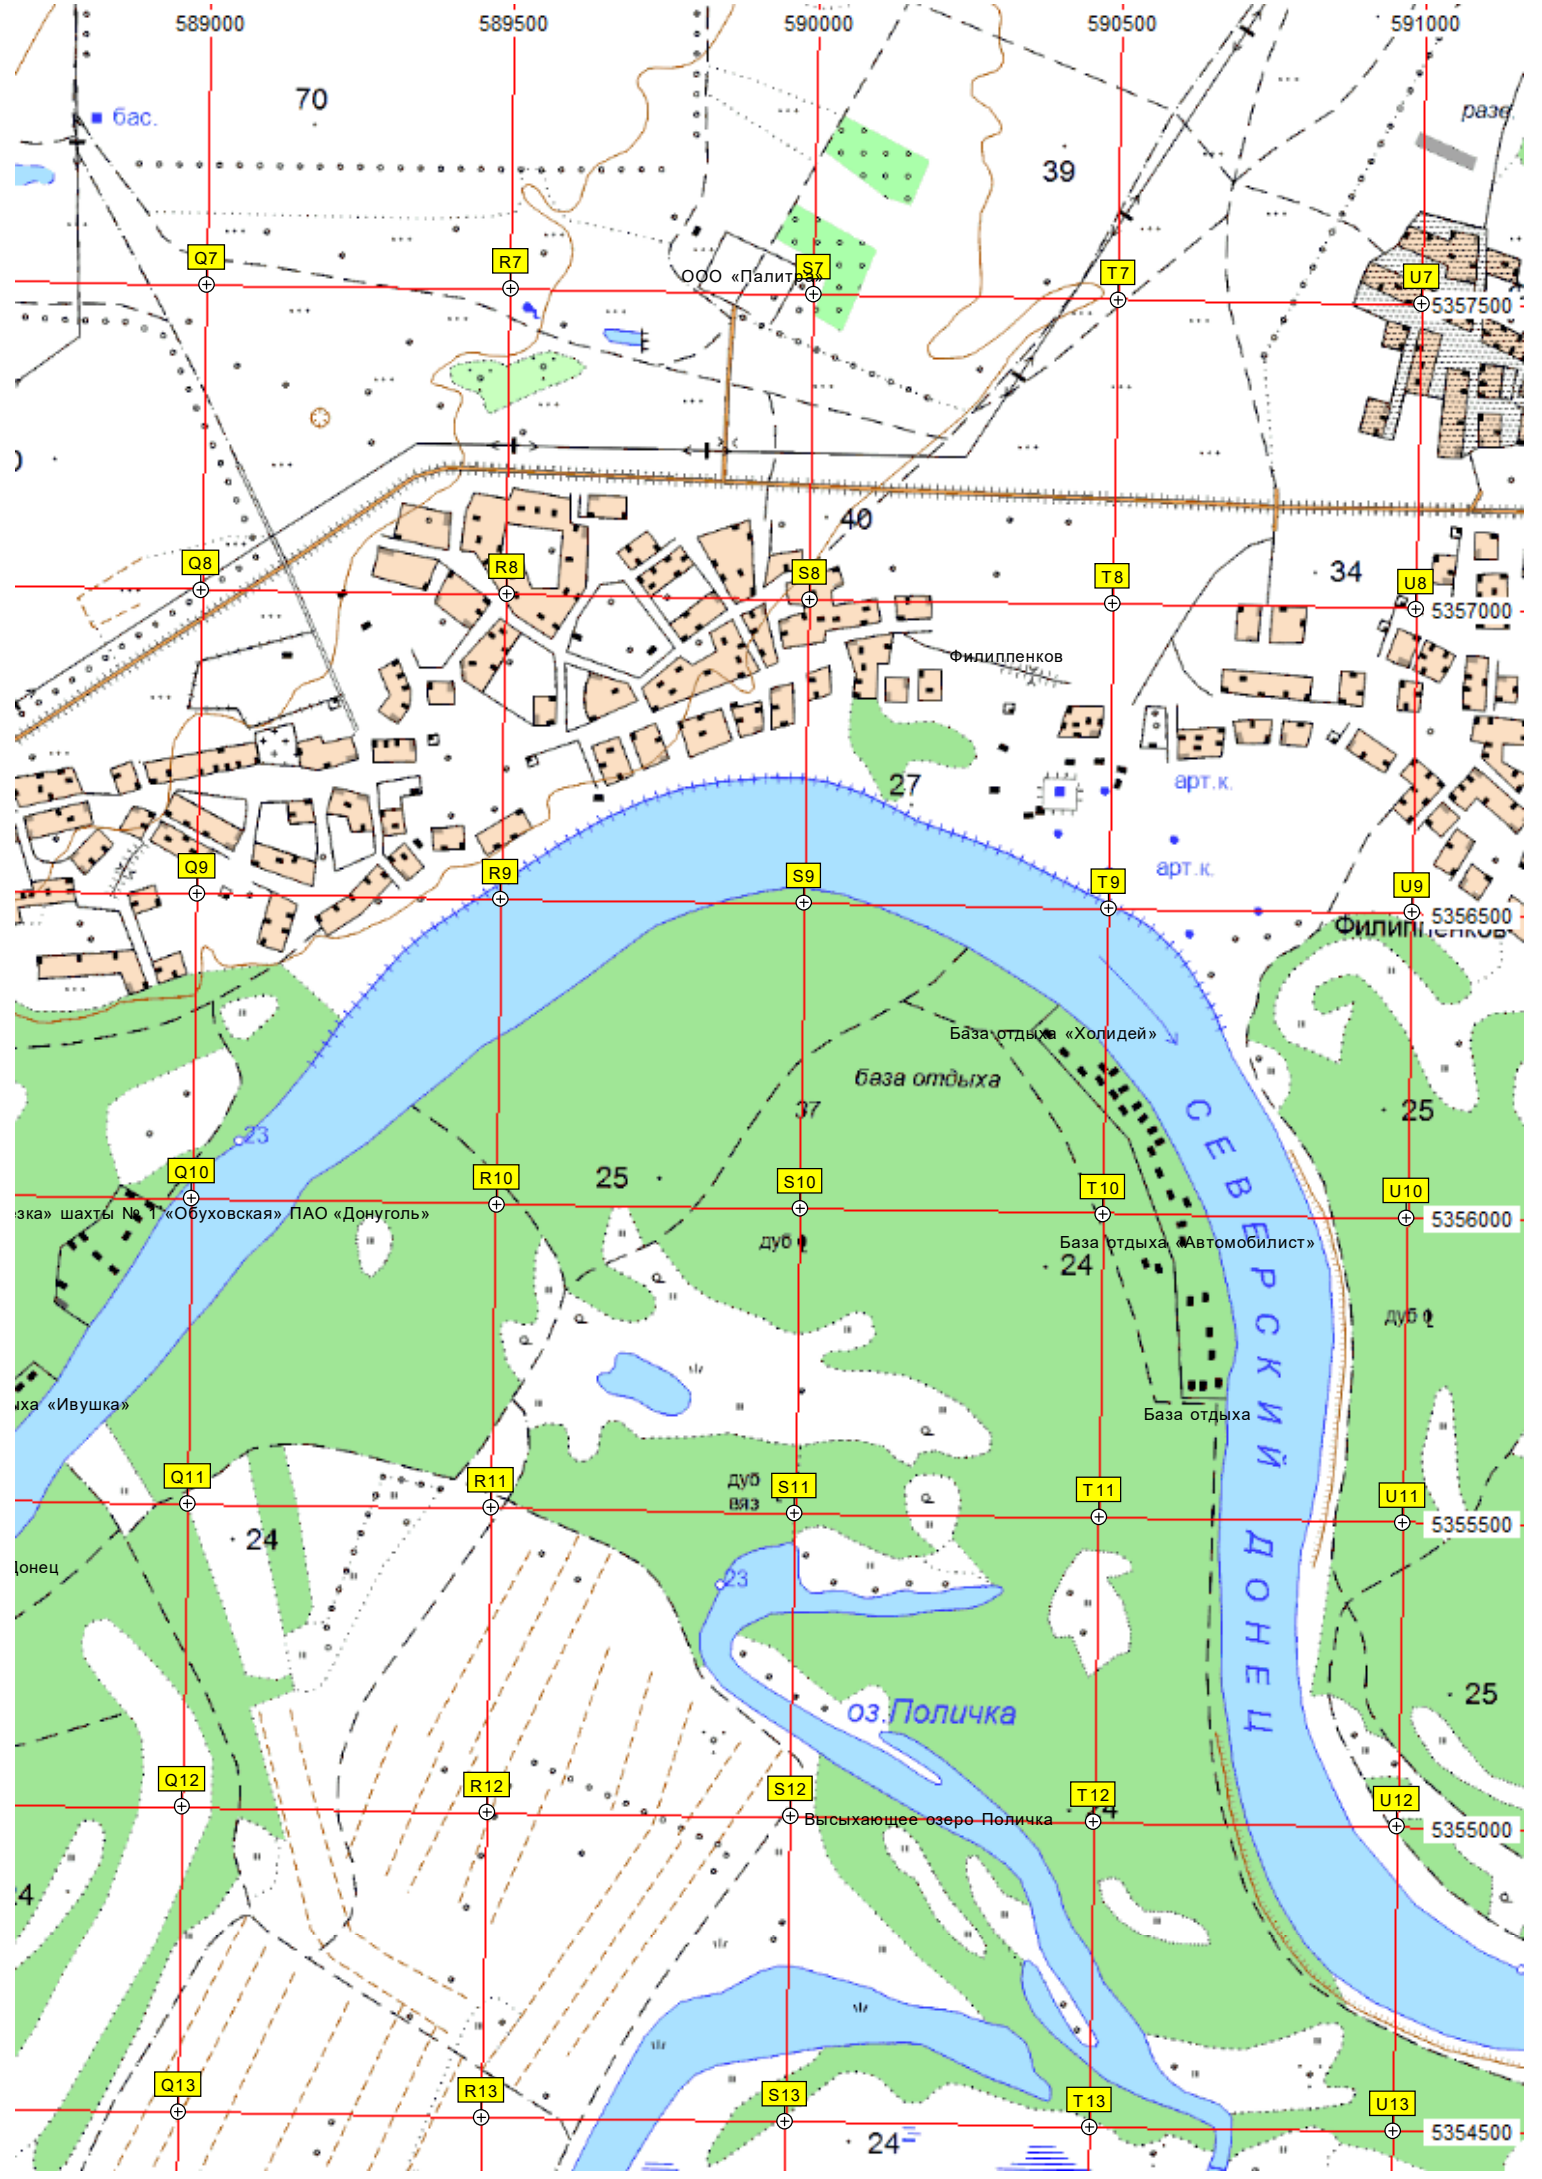 589000 589500 590000 590500 591000
70
бас.
39
разе
Q7 R7 S7 T7 U7
ООО «Палитра»
5357500
40
34
Q8 R8 S8 T8 U8
5357000
Филиппенков
27
арт.к.
арт.к.
Q9 R9 S9 T9 U9
5356500
Филиппенков
База отдыха «Холидей»
база отдыха
37
25
23
25
Q10 R10 S10 T10 U10
5356000
езка» шахты № 1 «Обуховская» ПАО «Донуголь»
дуб
База отдыха «Автомобилист»
24
дуб
СЕВЕРСКИЙ ДОНЕЦ
ыха «Ивушка»
База отдыха
дуб
вяз
Q11 R11 S11 T11 U11
5355500
24
Донец
23
25
оз.Поличка
Q12 R12 S12 T12 U12
Высыхающее озеро Поличка
5355000
Q13 R13 S13 T13 U13
5354500
24